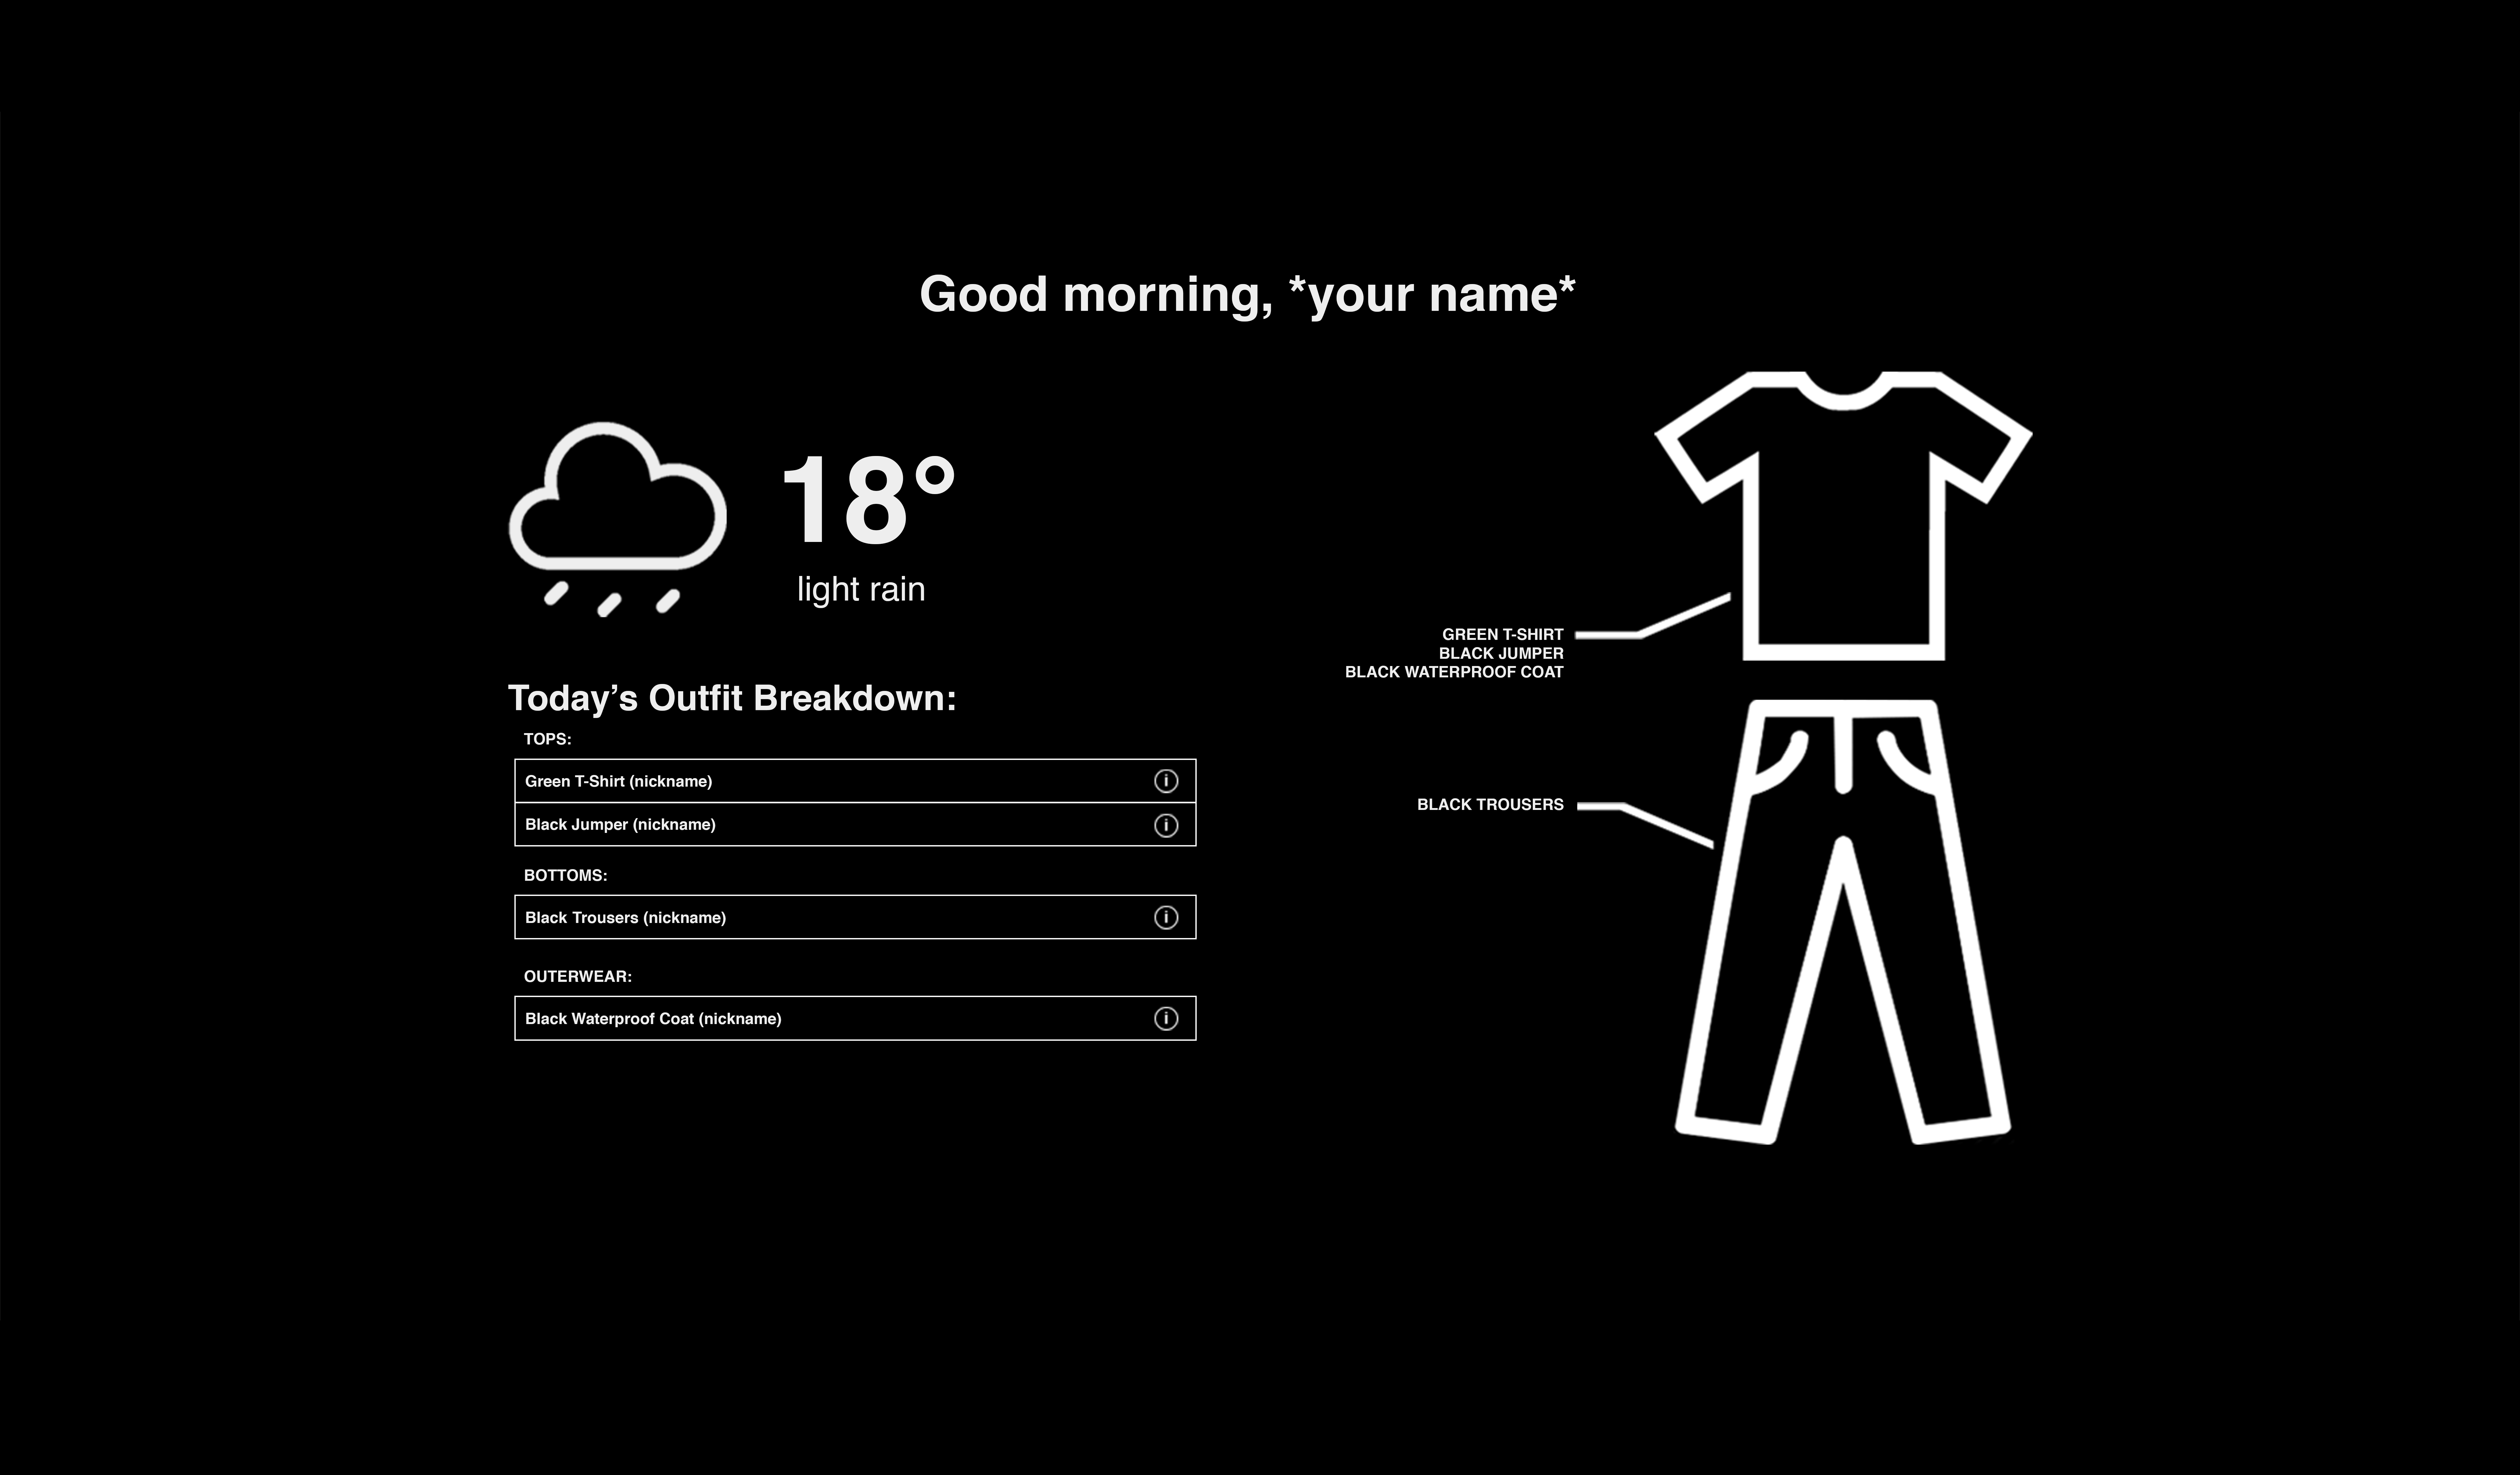 Good morning, *your name*
18°
light rain
Today’s Outfit Breakdown:
TOPS:
Green T-Shirt (nickname)
i
Black Jumper (nickname)
i
BOTTOMS:
Black Trousers (nickname)
i
OUTERWEAR:
Black Waterproof Coat (nickname)
i
GREEN T-SHIRT
BLACK JUMPER
BLACK WATERPROOF COAT
BLACK TROUSERS